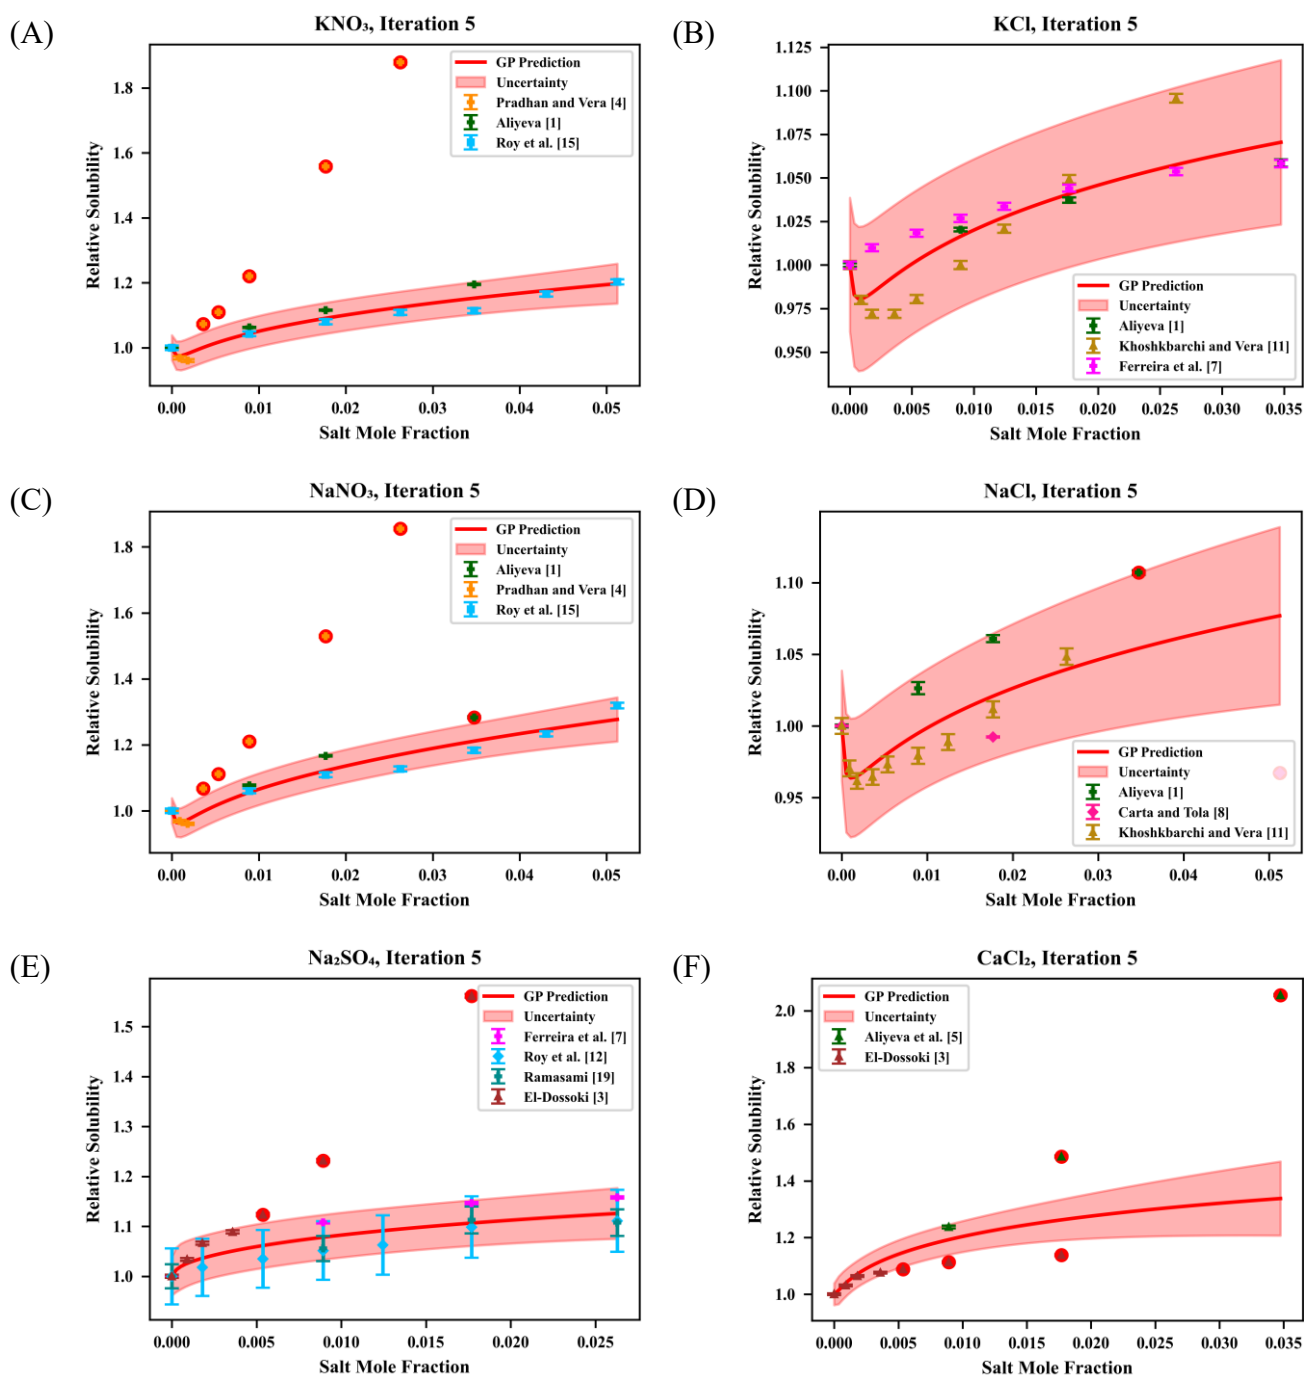 (A)
KNO₃, Iteration 5
Relative Solubility
1.8
1.6
1.4
1.2
1.0
GP Prediction
Uncertainty
Pradhan and Vera [4]
Aliyeva [1]
Roy et al. [15]
0.00 0.01 0.02 0.03 0.04 0.05
Salt Mole Fraction
(B)
KCl, Iteration 5
Relative Solubility
1.125
1.100
1.075
1.050
1.025
1.000
0.975
0.950
GP Prediction
Uncertainty
Aliyeva [1]
Khoshkbarchi and Vera [11]
Ferreira et al. [7]
0.000 0.005 0.010 0.015 0.020 0.025 0.030 0.035
Salt Mole Fraction
(C)
NaNO₃, Iteration 5
Relative Solubility
1.8
1.6
1.4
1.2
1.0
GP Prediction
Uncertainty
Aliyeva [1]
Pradhan and Vera [4]
Roy et al. [15]
0.00 0.01 0.02 0.03 0.04 0.05
Salt Mole Fraction
(D)
NaCl, Iteration 5
Relative Solubility
1.10
1.05
1.00
0.95
GP Prediction
Uncertainty
Aliyeva [1]
Carta and Tola [8]
Khoshkbarchi and Vera [11]
0.00 0.01 0.02 0.03 0.04 0.05
Salt Mole Fraction
(E)
Na₂SO₄, Iteration 5
Relative Solubility
1.5
1.4
1.3
1.2
1.1
1.0
GP Prediction
Uncertainty
Ferreira et al. [7]
Roy et al. [12]
Ramasami [19]
El-Dossoki [3]
0.000 0.005 0.010 0.015 0.020 0.025
Salt Mole Fraction
(F)
CaCl₂, Iteration 5
Relative Solubility
2.0
1.8
1.6
1.4
1.2
1.0
GP Prediction
Uncertainty
Aliyeva et al. [5]
El-Dossoki [3]
0.000 0.005 0.010 0.015 0.020 0.025 0.030 0.035
Salt Mole Fraction